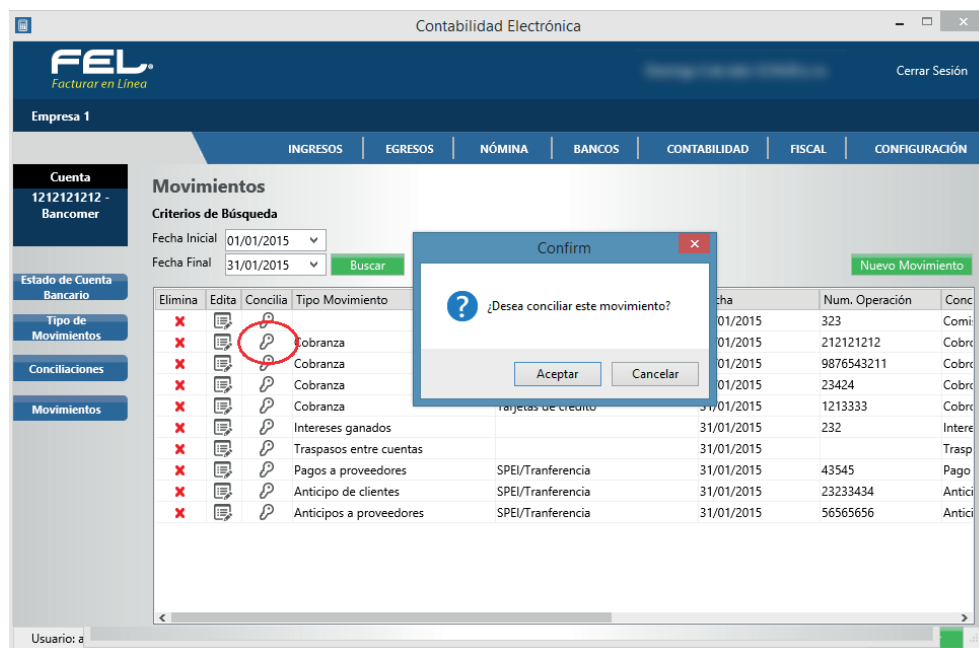 Contabilidad Electrónica
FEL
Facturar en Línea
Cerrar Sesión
Empresa 1
INGRESOS EGRESOS NÓMINA BANCOS CONTABILIDAD FISCAL CONFIGURACIÓN
Cuenta
1212121212 -
Bancomer
Estado de Cuenta
Bancario
Tipo de
Movimientos
Conciliaciones
Movimientos
Movimientos
Criterios de Búsqueda
Fecha Inicial 01/01/2015
Fecha Final 31/01/2015 Buscar
Nuevo Movimiento
Confirm
¿Desea conciliar este movimiento?
Aceptar Cancelar
Elimina Edita Concilia Tipo Movimiento cha Num. Operación Conc
01/2015 323 Comi
Cobranza 01/2015 212121212 Cobro
Cobranza 01/2015 9876543211 Cobro
Cobranza 01/2015 23424 Cobro
Cobranza Tarjetas de crédito 31/01/2015 1213333 Cobro
Intereses ganados 31/01/2015 232 Intere
Traspasos entre cuentas 31/01/2015 Trasp
Pagos a proveedores SPEI/Tranferencia 31/01/2015 43545 Pago
Anticipo de clientes SPEI/Tranferencia 31/01/2015 23233434 Antici
Anticipos a proveedores SPEI/Tranferencia 31/01/2015 56565656 Antici
Usuario: a